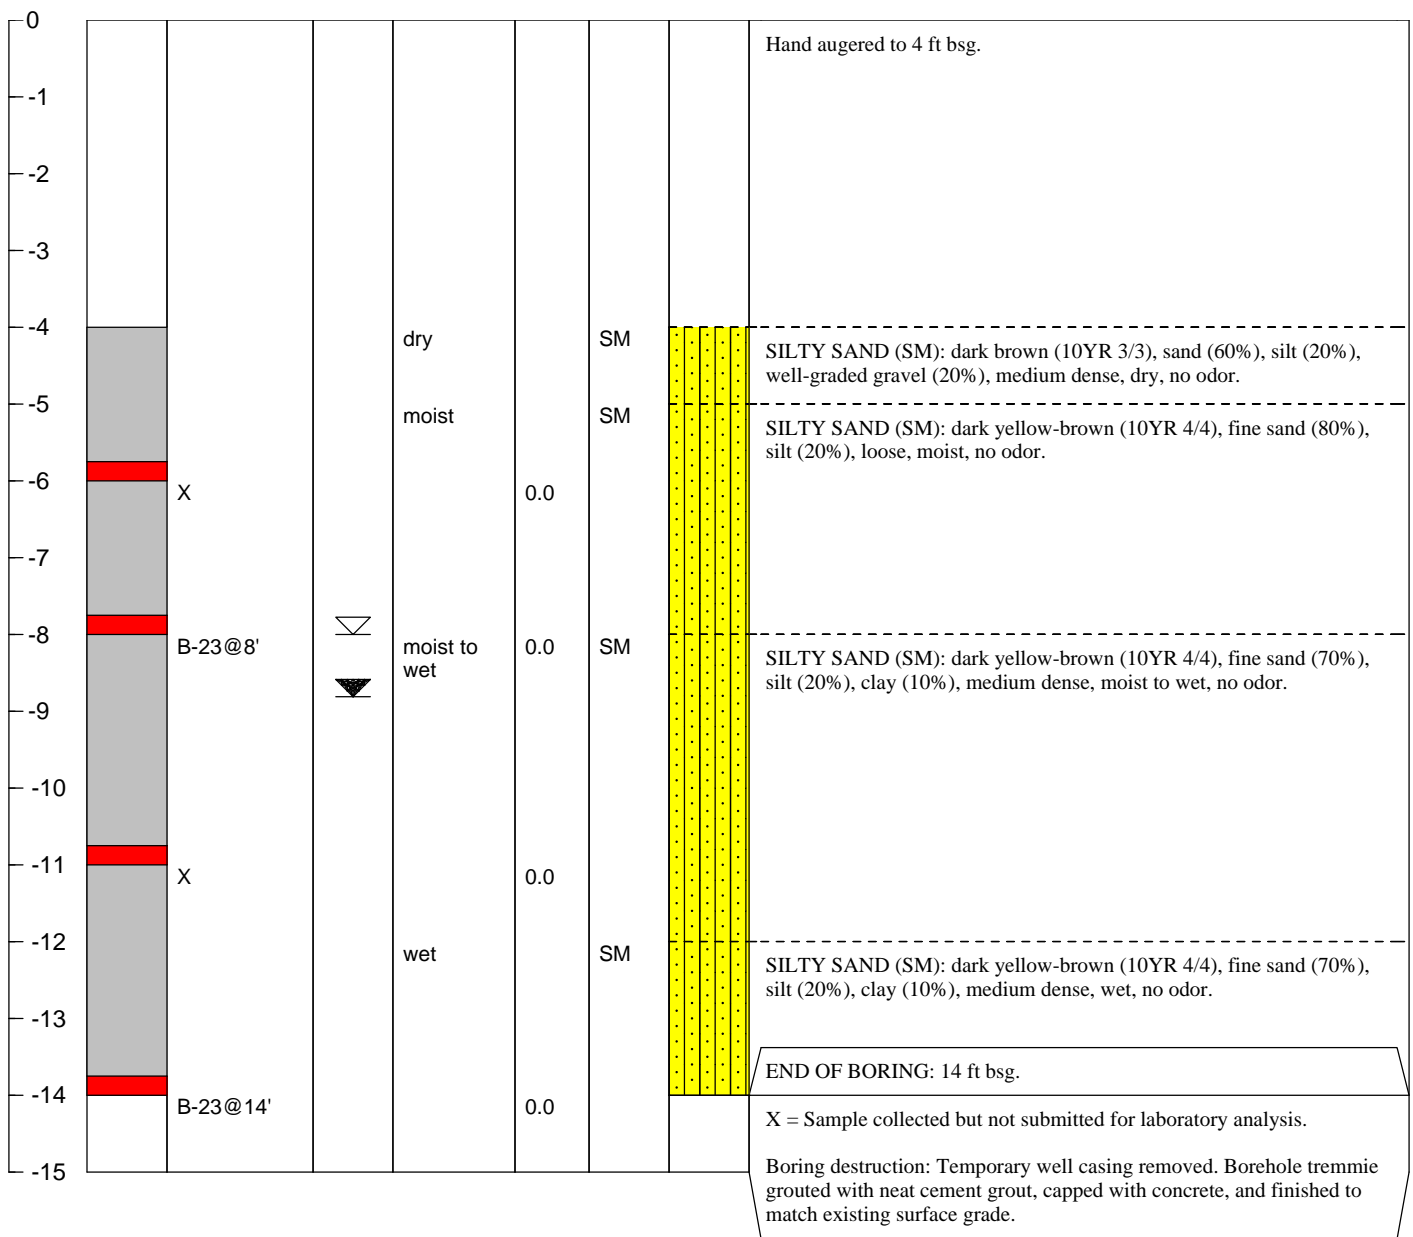 0
Hand augered to 4 ft bsg.
-1
-2
-3
-4
dry
SM
SILTY SAND (SM): dark brown (10YR 3/3), sand (60%), silt (20%),
well-graded gravel (20%), medium dense, dry, no odor.
-5
moist
SM
SILTY SAND (SM): dark yellow-brown (10YR 4/4), fine sand (80%),
silt (20%), loose, moist, no odor.
-6
X
0.0
-7
-8
B-23@8'
moist to
wet
0.0
SM
SILTY SAND (SM): dark yellow-brown (10YR 4/4), fine sand (70%),
silt (20%), clay (10%), medium dense, moist to wet, no odor.
-9
-10
-11
X
0.0
-12
wet
SM
SILTY SAND (SM): dark yellow-brown (10YR 4/4), fine sand (70%),
silt (20%), clay (10%), medium dense, wet, no odor.
-13
END OF BORING: 14 ft bsg.
-14
B-23@14'
0.0
X = Sample collected but not submitted for laboratory analysis.
-15
Boring destruction: Temporary well casing removed. Borehole tremmie
grouted with neat cement grout, capped with concrete, and finished to
match existing surface grade.